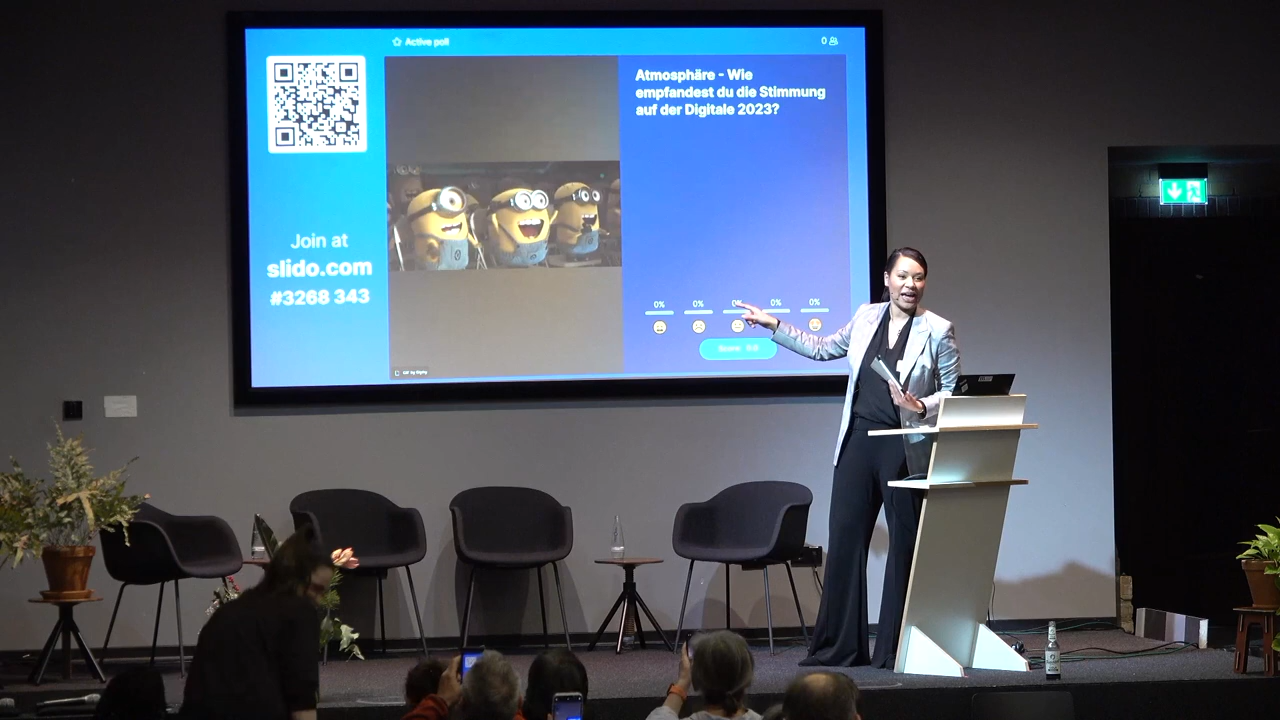 Active poll
0
Join at
slido.com
#3268 343
Atmosphäre - Wie
empfandest du die Stimmung
auf der Digitale 2023?
0% 0% 0% 0% 0%